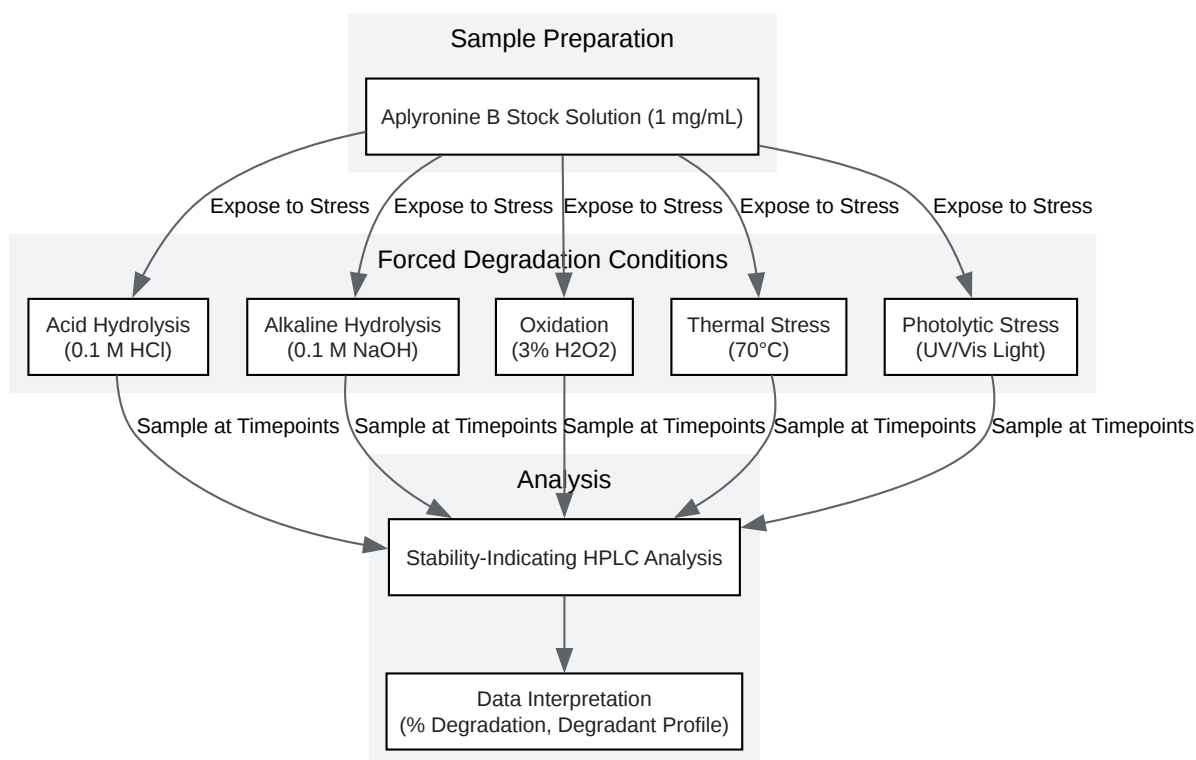 Sample Preparation
Aplyronine B Stock Solution (1 mg/mL)
Expose to Stress
Expose to Stress
Expose to Stress
Expose to Stress
Expose to Stress
Forced Degradation Conditions
Acid Hydrolysis
(0.1 M HCl)
Alkaline Hydrolysis
(0.1 M NaOH)
Oxidation
(3% H2O2)
Thermal Stress
(70°C)
Photolytic Stress
(UV/Vis Light)
Sample at Timepoints
Sample at Timepoints
Sample at Timepoints
Sample at Timepoints
Sample at Timepoints
Analysis
Stability-Indicating HPLC Analysis
Data Interpretation
(% Degradation, Degradant Profile)